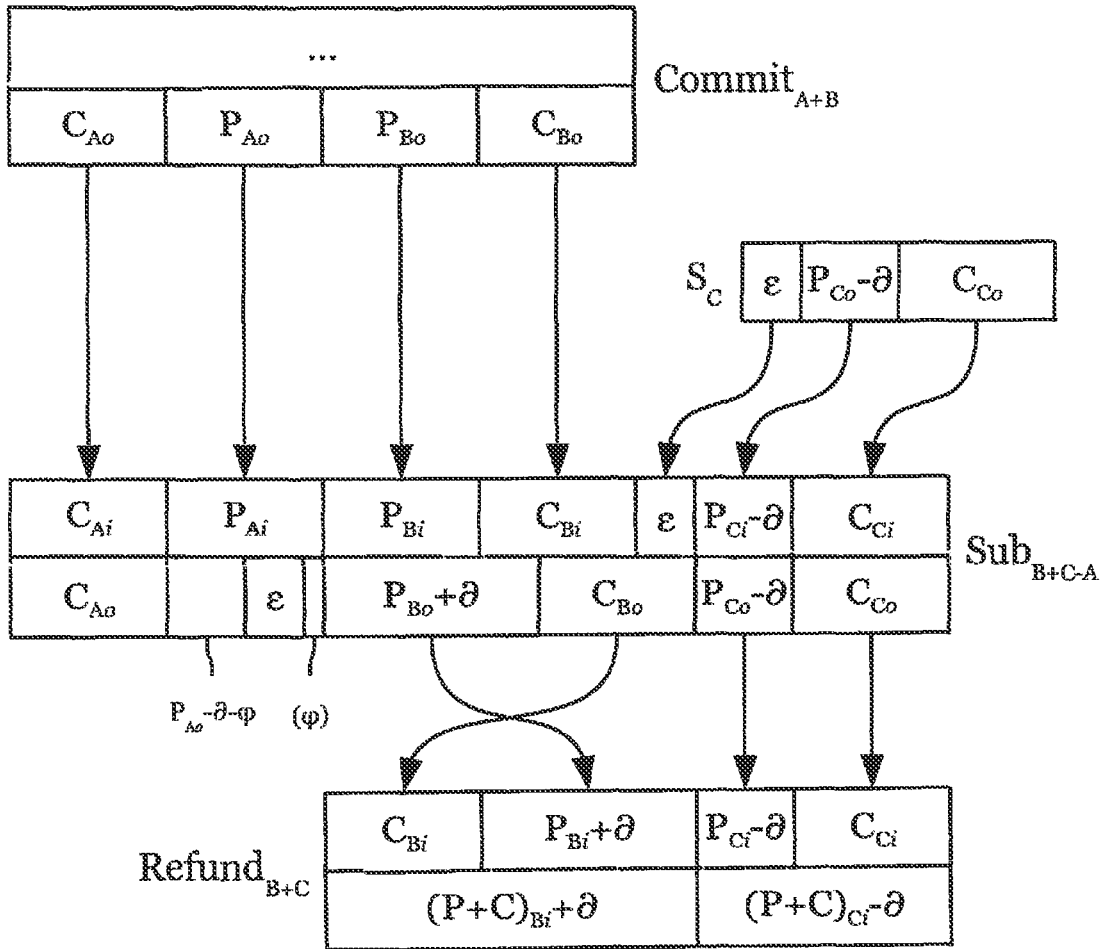 ...
Commit_A+B
C_Ao P_Ao P_Bo C_Bo
S_C ε P_Co-∂ C_Co
C_Ai P_Ai P_Bi C_Bi ε P_Ci-∂ C_Ci
Sub_B+C-A
C_Ao ε P_Bo+∂ C_Bo P_Co-∂ C_Co
P_Ao-∂-φ (φ)
C_Bi P_Bi+∂ P_Ci-∂ C_Ci
Refund_B+C
(P+C)_Bi+∂ (P+C)_Ci-∂